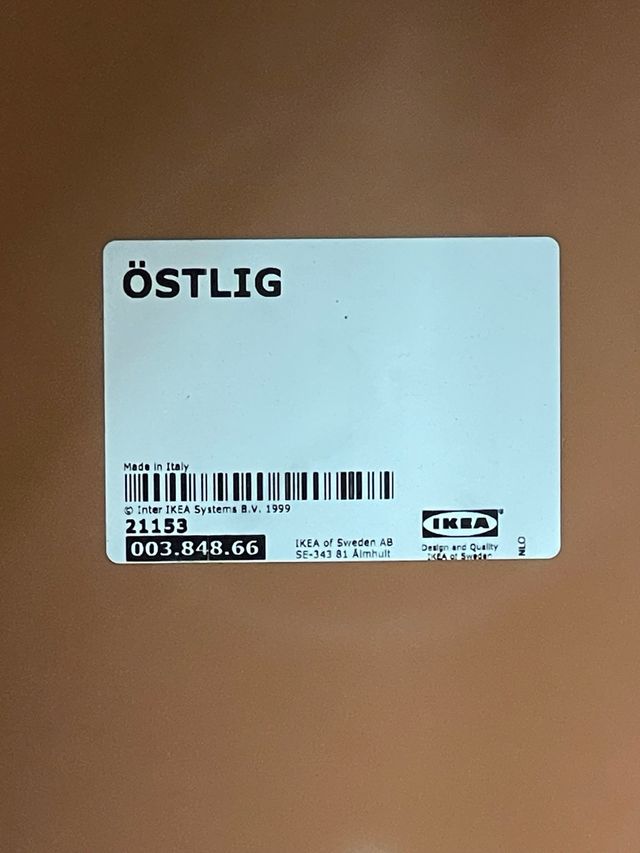 ÖSTLIG
Made in Italy
© Inter IKEA Systems B.V. 1999
21153
003.848.66
IKEA of Sweden AB
SE-343 81 Älmhult
IKEA®
Design and Quality
IKEA of Sweden
NLO